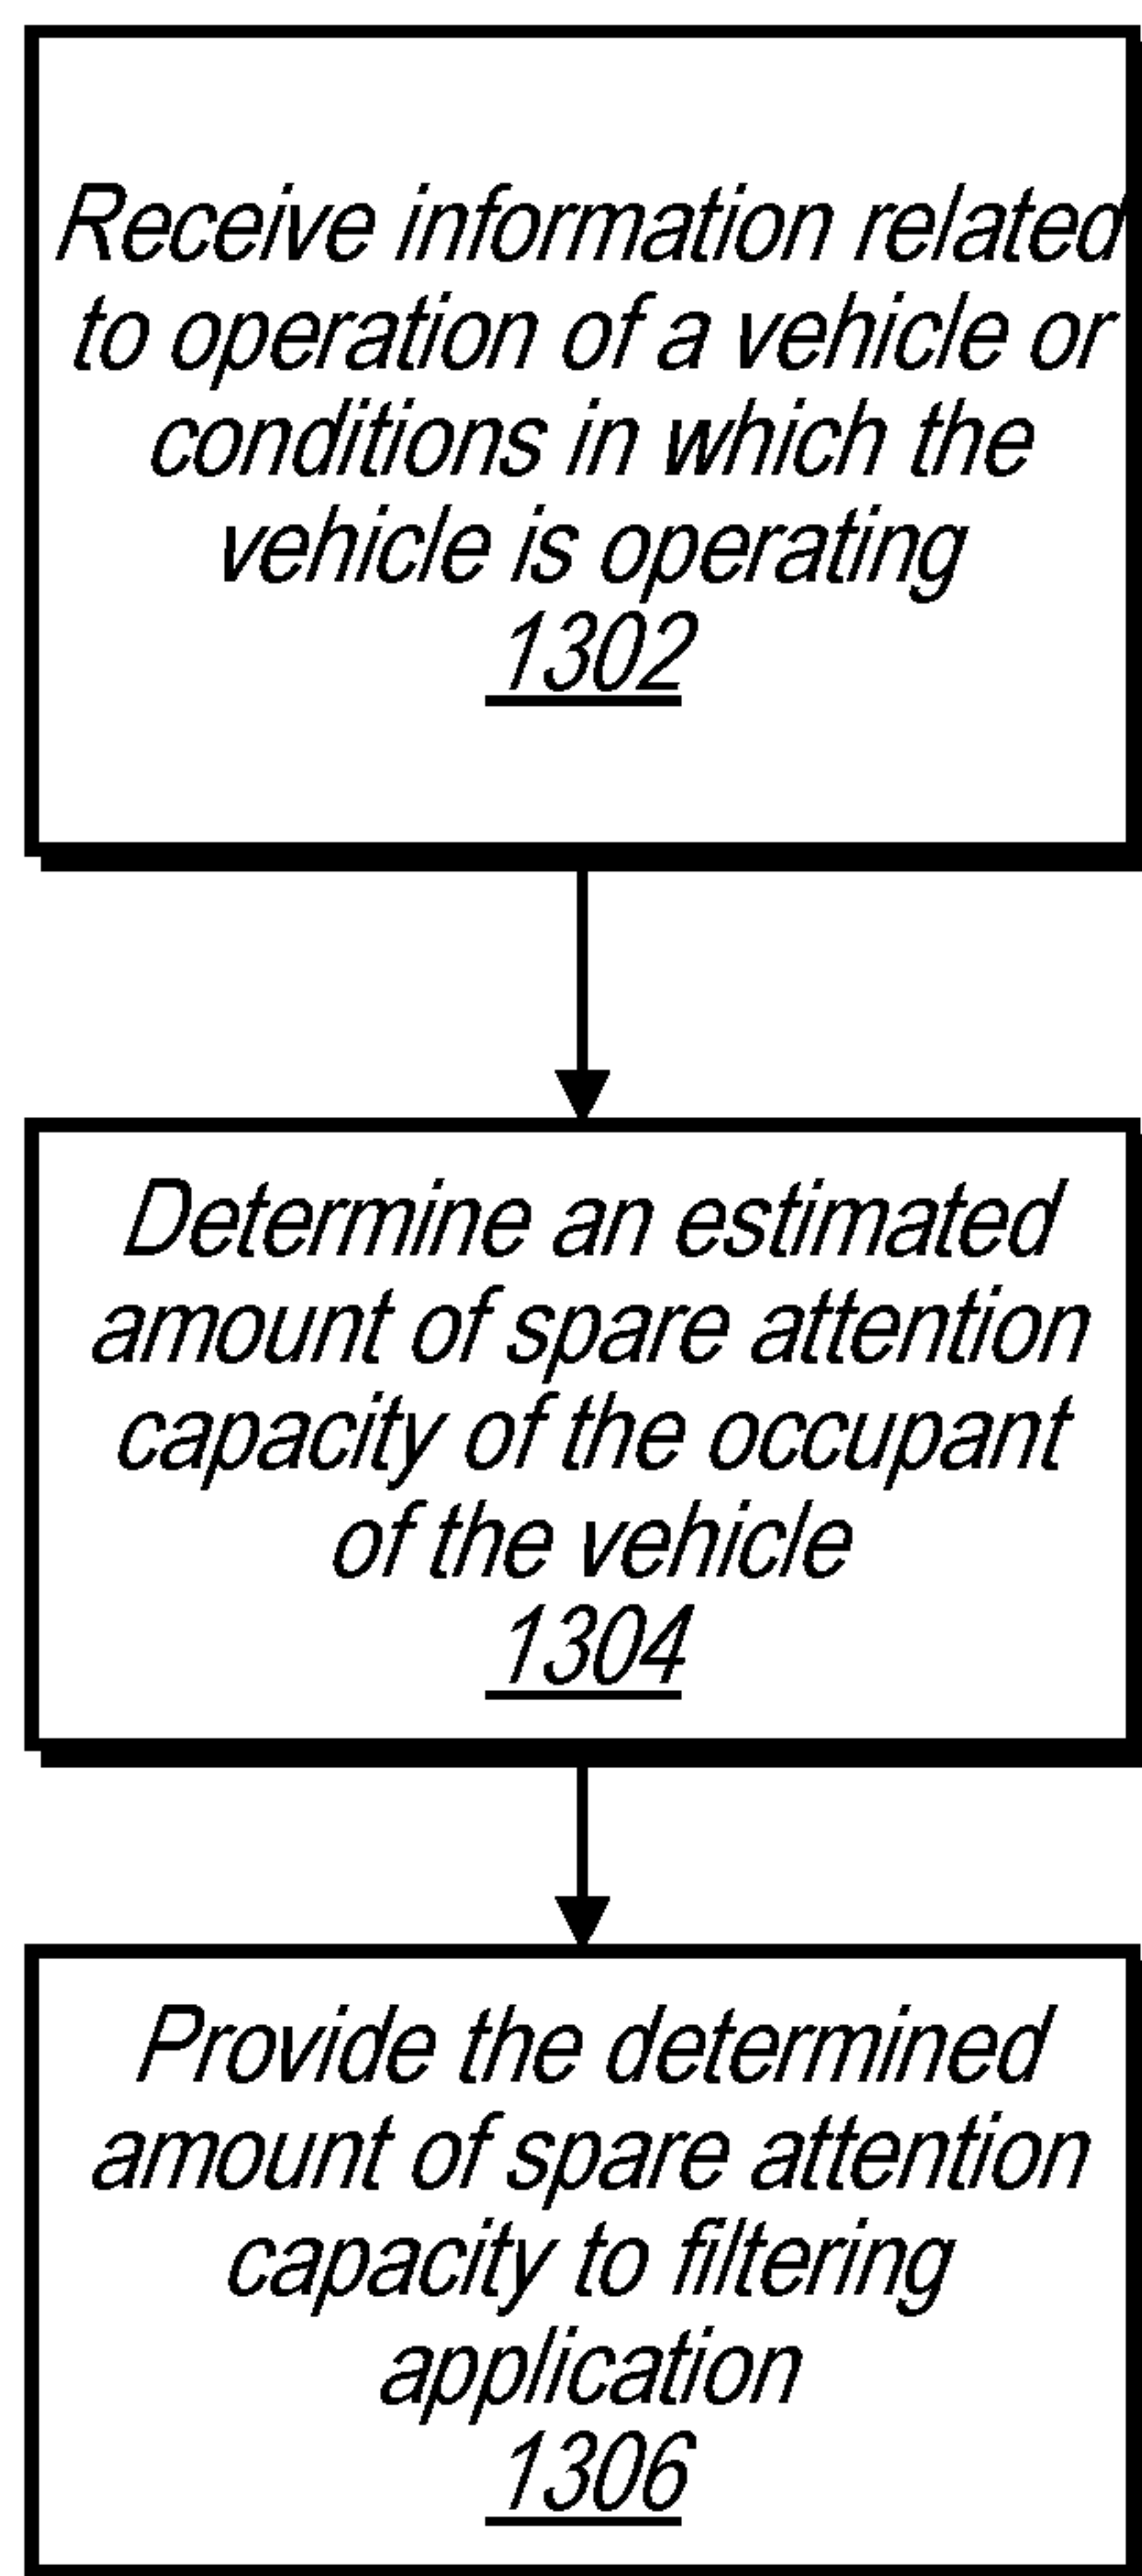 Receive information related
to operation of a vehicle or
conditions in which the
vehicle is operating
1302
Determine an estimated
amount of spare attention
capacity of the occupant
of the vehicle
1304
Provide the determined
amount of spare attention
capacity to filtering
application
1306